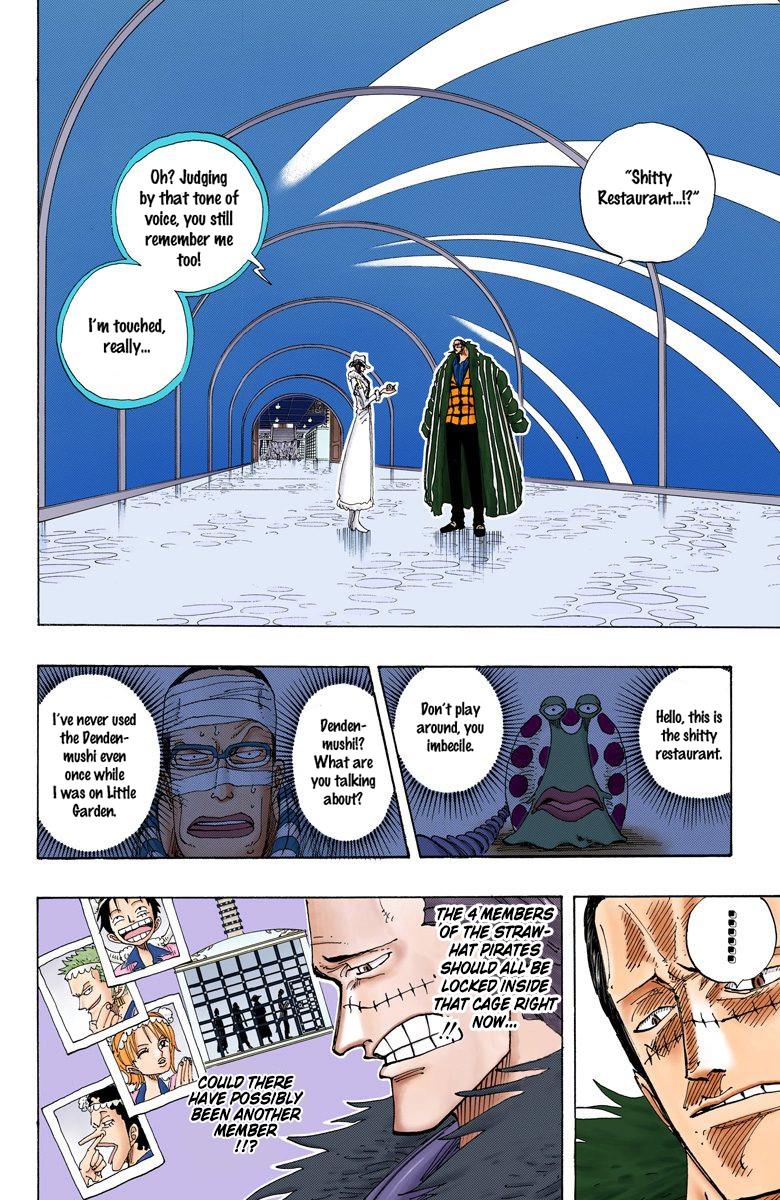 "Shitty
Restaurant...!?"
Oh? Judging
by that tone of
voice, you still
remember me
too!
I'm touched,
really...
Hello, this is
the shitty
restaurant.
Don't play
around, you
imbecile.
Denden-
mushi!?
What are
you talking
about?
I've never used
the Denden-
mushi even
once while
I was on Little
Garden.
......
THE 4 MEMBERS
OF THE STRAW-
HAT PIRATES
SHOULD ALL BE
LOCKED INSIDE
THAT CAGE RIGHT
NOW...
!!
COULD THERE
HAVE POSSIBLY
BEEN ANOTHER
MEMBER
!!?